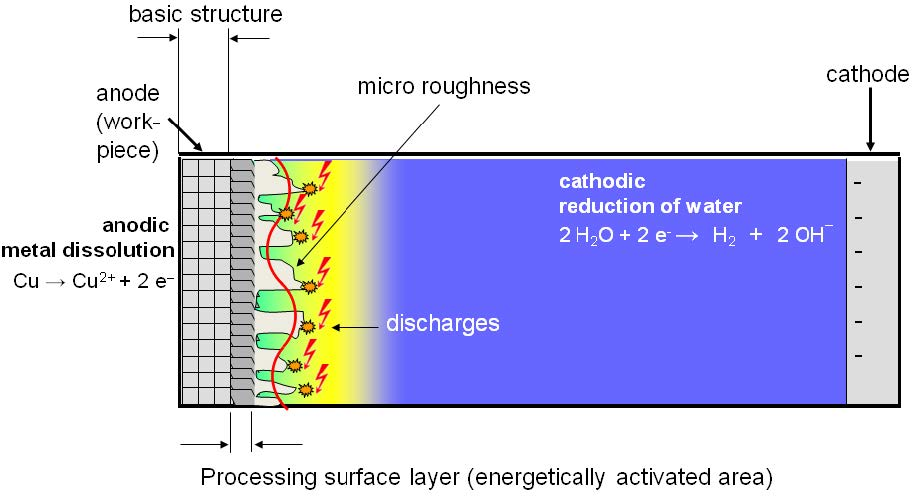 basic structure
micro roughness
cathode
anode
(work-
piece)
cathodic
reduction of water
2 H₂O + 2 e⁻ → H₂ + 2 OH⁻
anodic
metal dissolution
Cu → Cu²⁺ + 2 e⁻
discharges
-
-
-
-
-
-
Processing surface layer (energetically activated area)